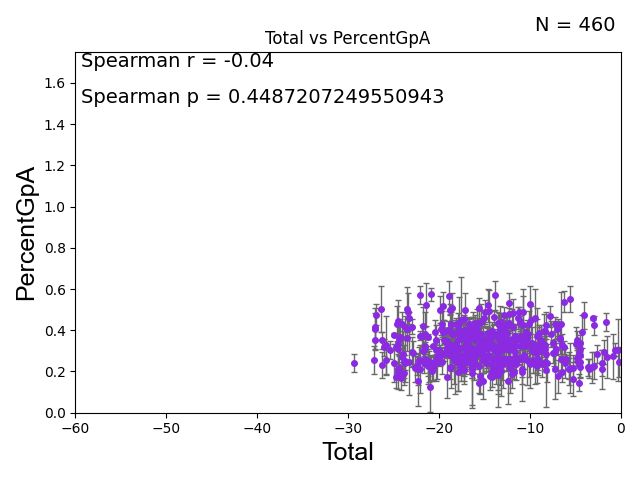 N = 460
Total vs PercentGpA
Spearman r = -0.04
Spearman p = 0.4487207249550943
PercentGpA
1.6
1.4
1.2
1.0
0.8
0.6
0.4
0.2
0.0
−60 −50 −40 −30 −20 −10 0
Total